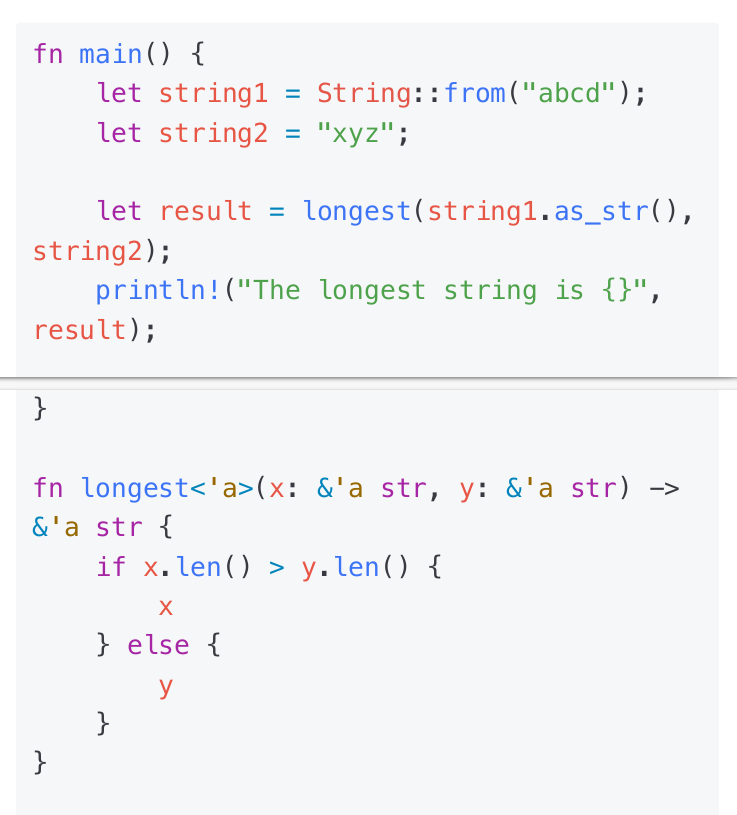 fn main() {
    let string1 = String::from("abcd");
    let string2 = "xyz";
    let result = longest(string1.as_str(),
string2);
    println!("The longest string is {}",
result);
}
fn longest<'a>(x: &'a str, y: &'a str) ->
&'a str {
    if x.len() > y.len() {
        x
    } else {
        y
    }
}